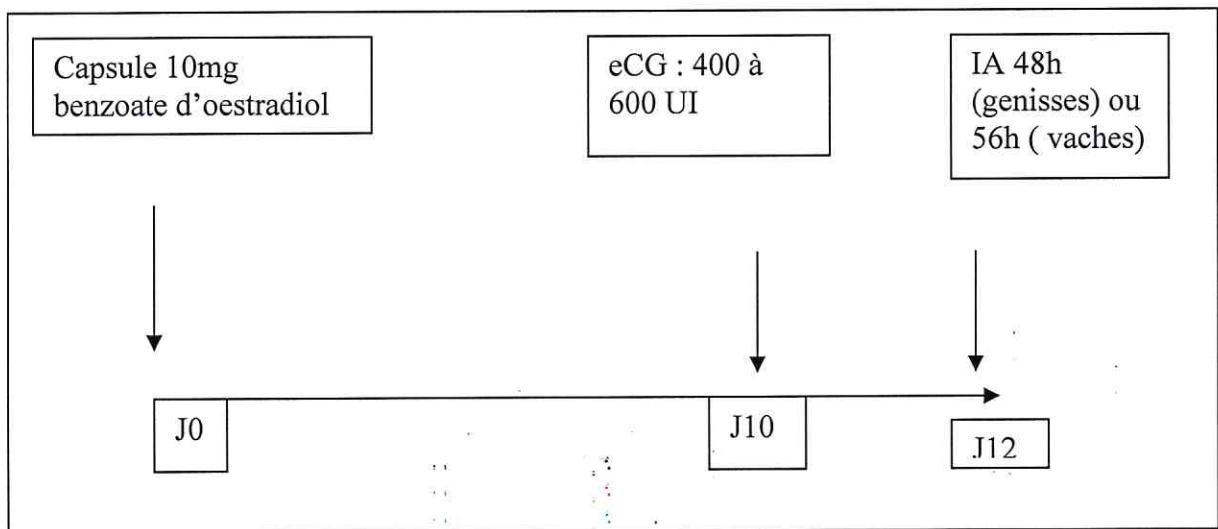 Capsule 10mg
benzoate d'oestradiol
eCG : 400 à
600 UI
IA 48h
(genisses) ou
56h ( vaches)
J0
J10
J12